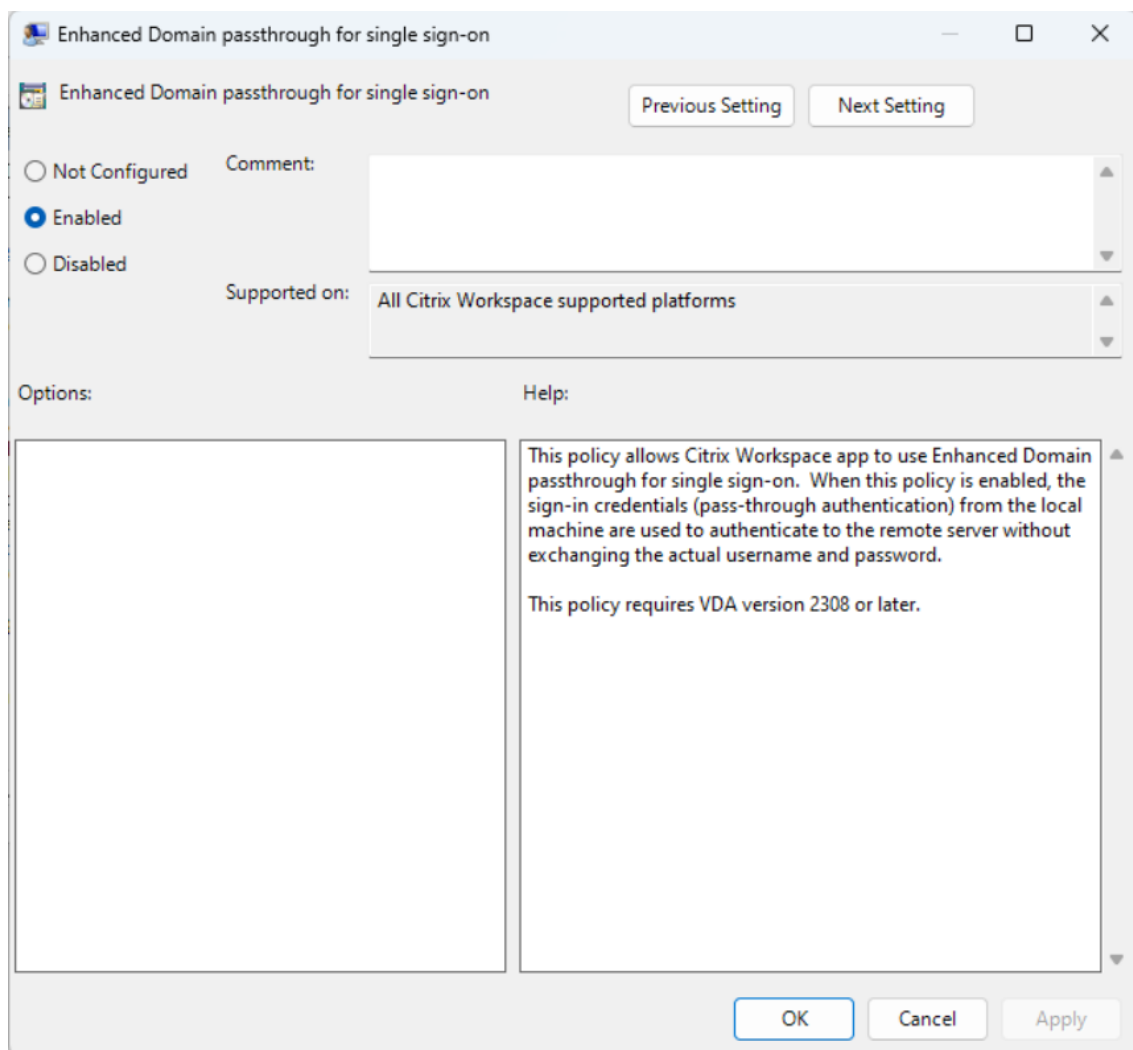 Enhanced Domain passthrough for single sign-on
Enhanced Domain passthrough for single sign-on
Previous Setting
Next Setting
Not Configured
Enabled
Disabled
Comment:
Supported on:
All Citrix Workspace supported platforms
Options:
Help:
This policy allows Citrix Workspace app to use Enhanced Domain
passthrough for single sign-on.  When this policy is enabled, the
sign-in credentials (pass-through authentication) from the local
machine are used to authenticate to the remote server without
exchanging the actual username and password.
This policy requires VDA version 2308 or later.
OK
Cancel
Apply